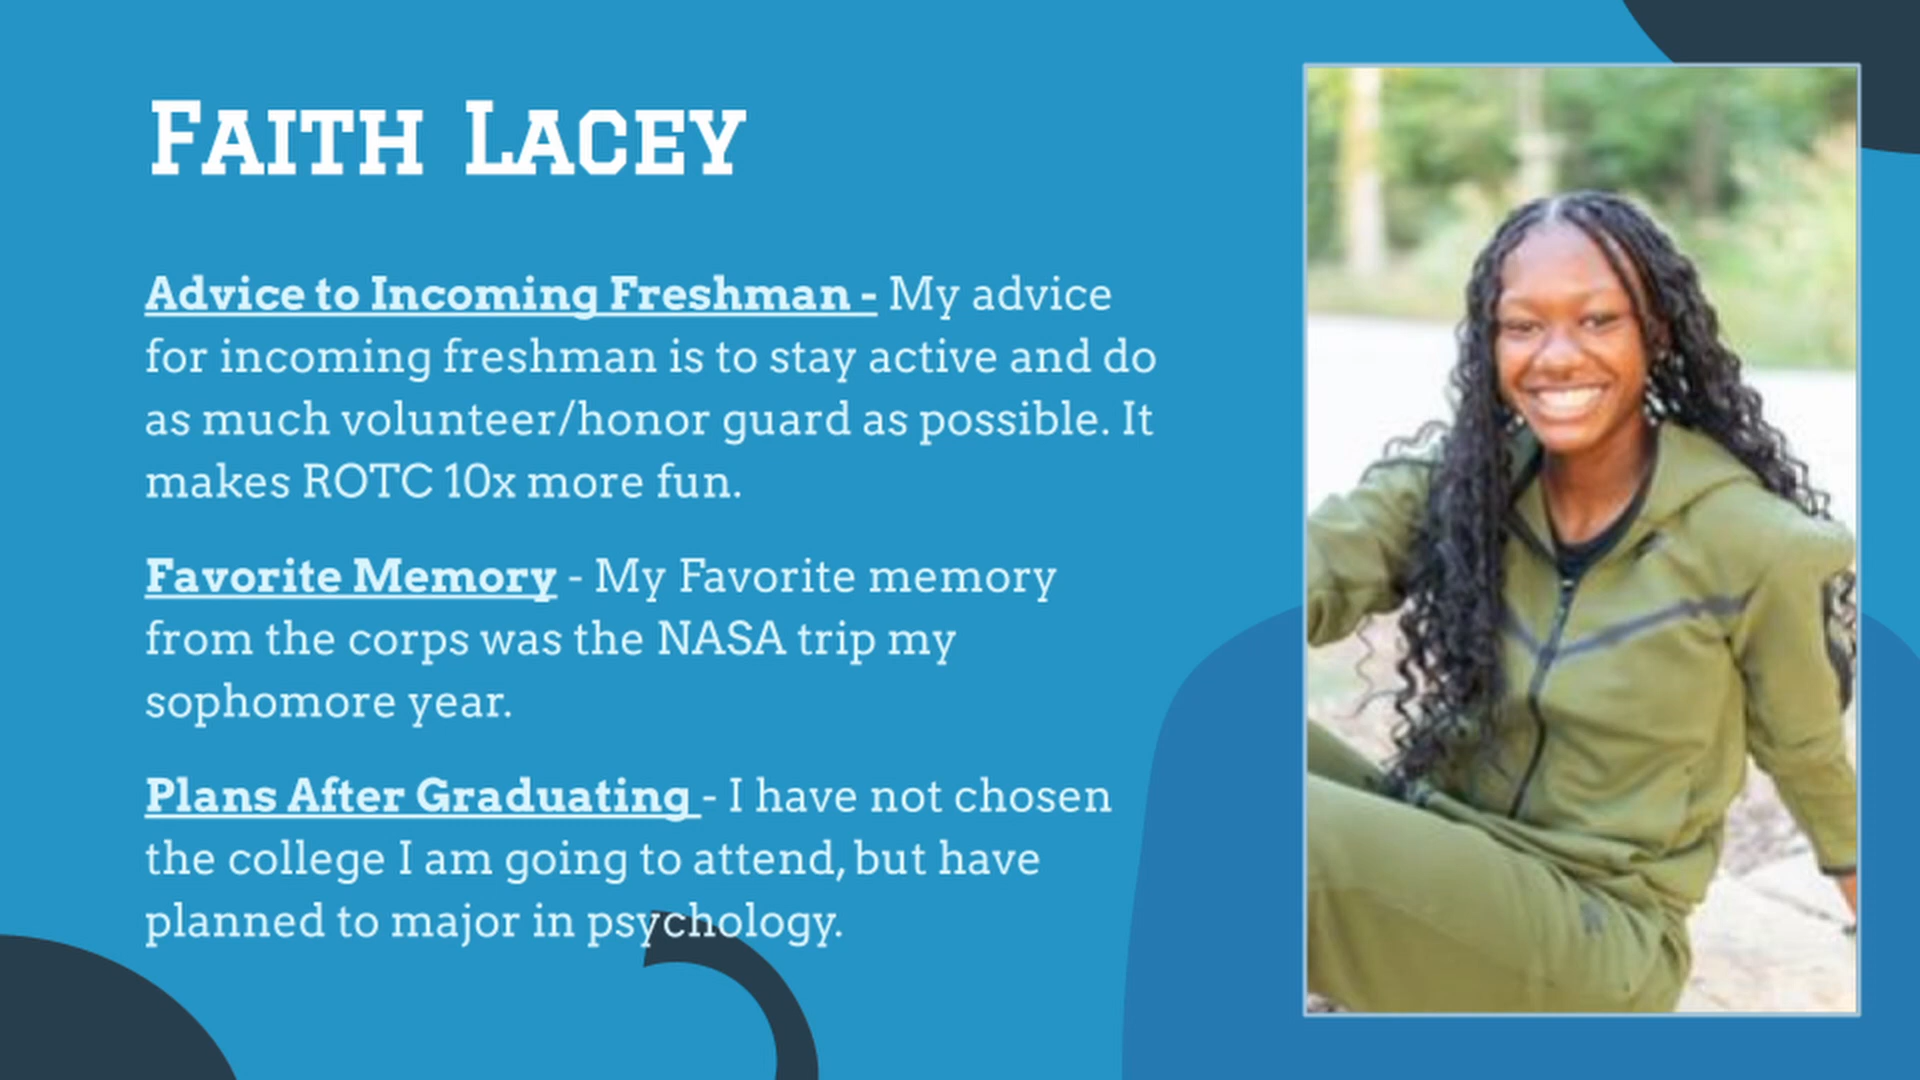 Faith Lacey
Advice to Incoming Freshman - My advice
for incoming freshman is to stay active and do
as much volunteer/honor guard as possible. It
makes ROTC 10x more fun.
Favorite Memory - My Favorite memory
from the corps was the NASA trip my
sophomore year.
Plans After Graduating - I have not chosen
the college I am going to attend, but have
planned to major in psychology.